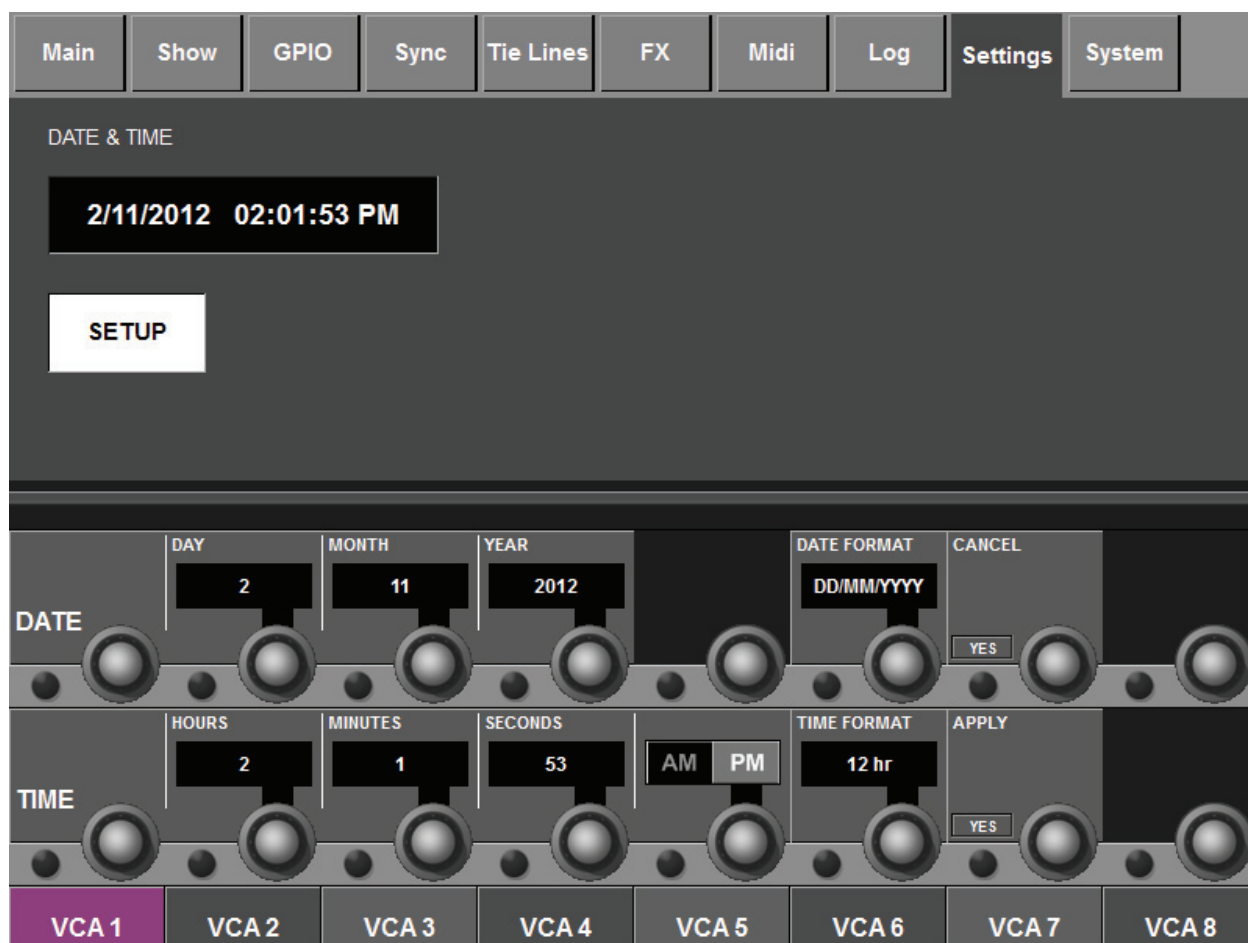 Main Show GPIO Sync Tie Lines FX Midi Log Settings System
DATE & TIME
2/11/2012 02:01:53 PM
SETUP
DAY MONTH YEAR DATE FORMAT CANCEL
2 11 2012 DD/MM/YYYY
DATE
YES
HOURS MINUTES SECONDS TIME FORMAT APPLY
2 1 53 AM PM 12 hr
TIME
YES
VCA 1 VCA 2 VCA 3 VCA 4 VCA 5 VCA 6 VCA 7 VCA 8